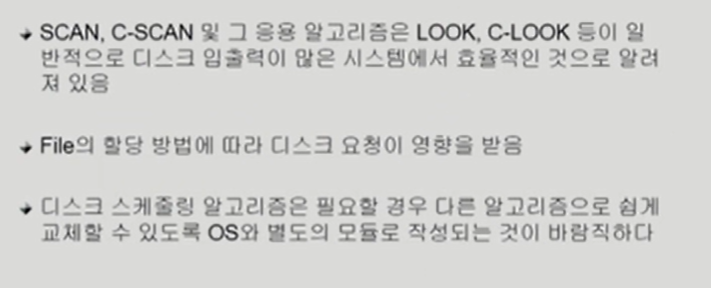 SCAN, C-SCAN 및 그 응용 알고리즘은 LOOK, C-LOOK 등이 일
반적으로 디스크 입출력이 많은 시스템에서 효율적인 것으로 알려
져 있음
File의 할당 방법에 따라 디스크 요청이 영향을 받음
디스크 스케줄링 알고리즘은 필요할 경우 다른 알고리즘으로 쉽게
교체할 수 있도록 OS와 별도의 모듈로 작성되는 것이 바람직하다